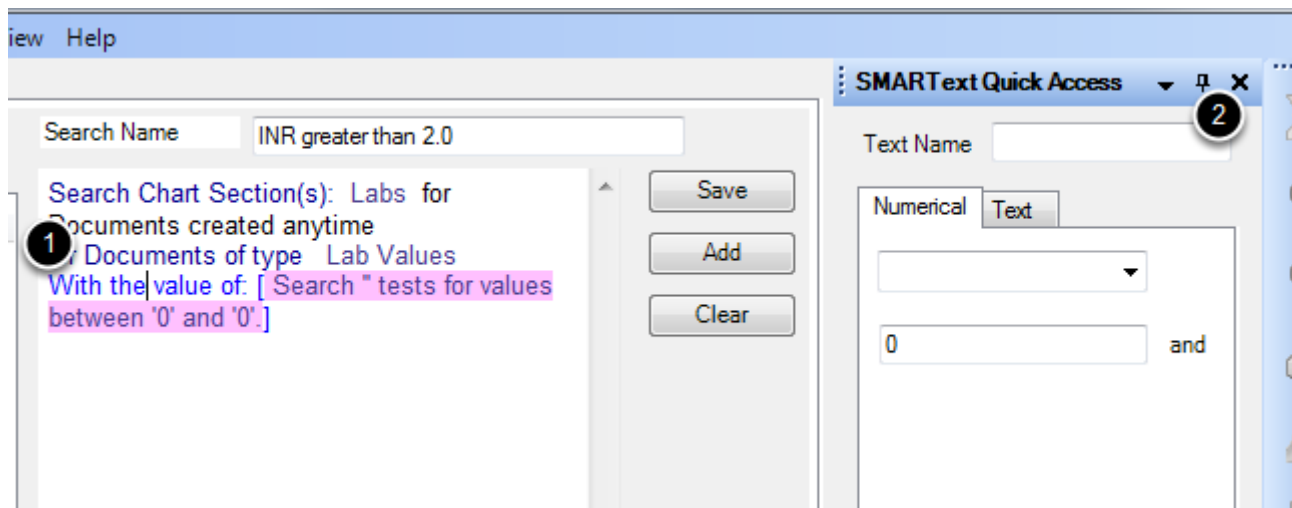 iew Help
SMARText Quick Access
2
Search Name INR greater than 2.0
Text Name
Search Chart Section(s): Labs for
Documents created anytime
1
Documents of type Lab Values
With the value of: [ Search '' tests for values
between '0' and '0'.]
Save
Add
Clear
Numerical Text
0 and